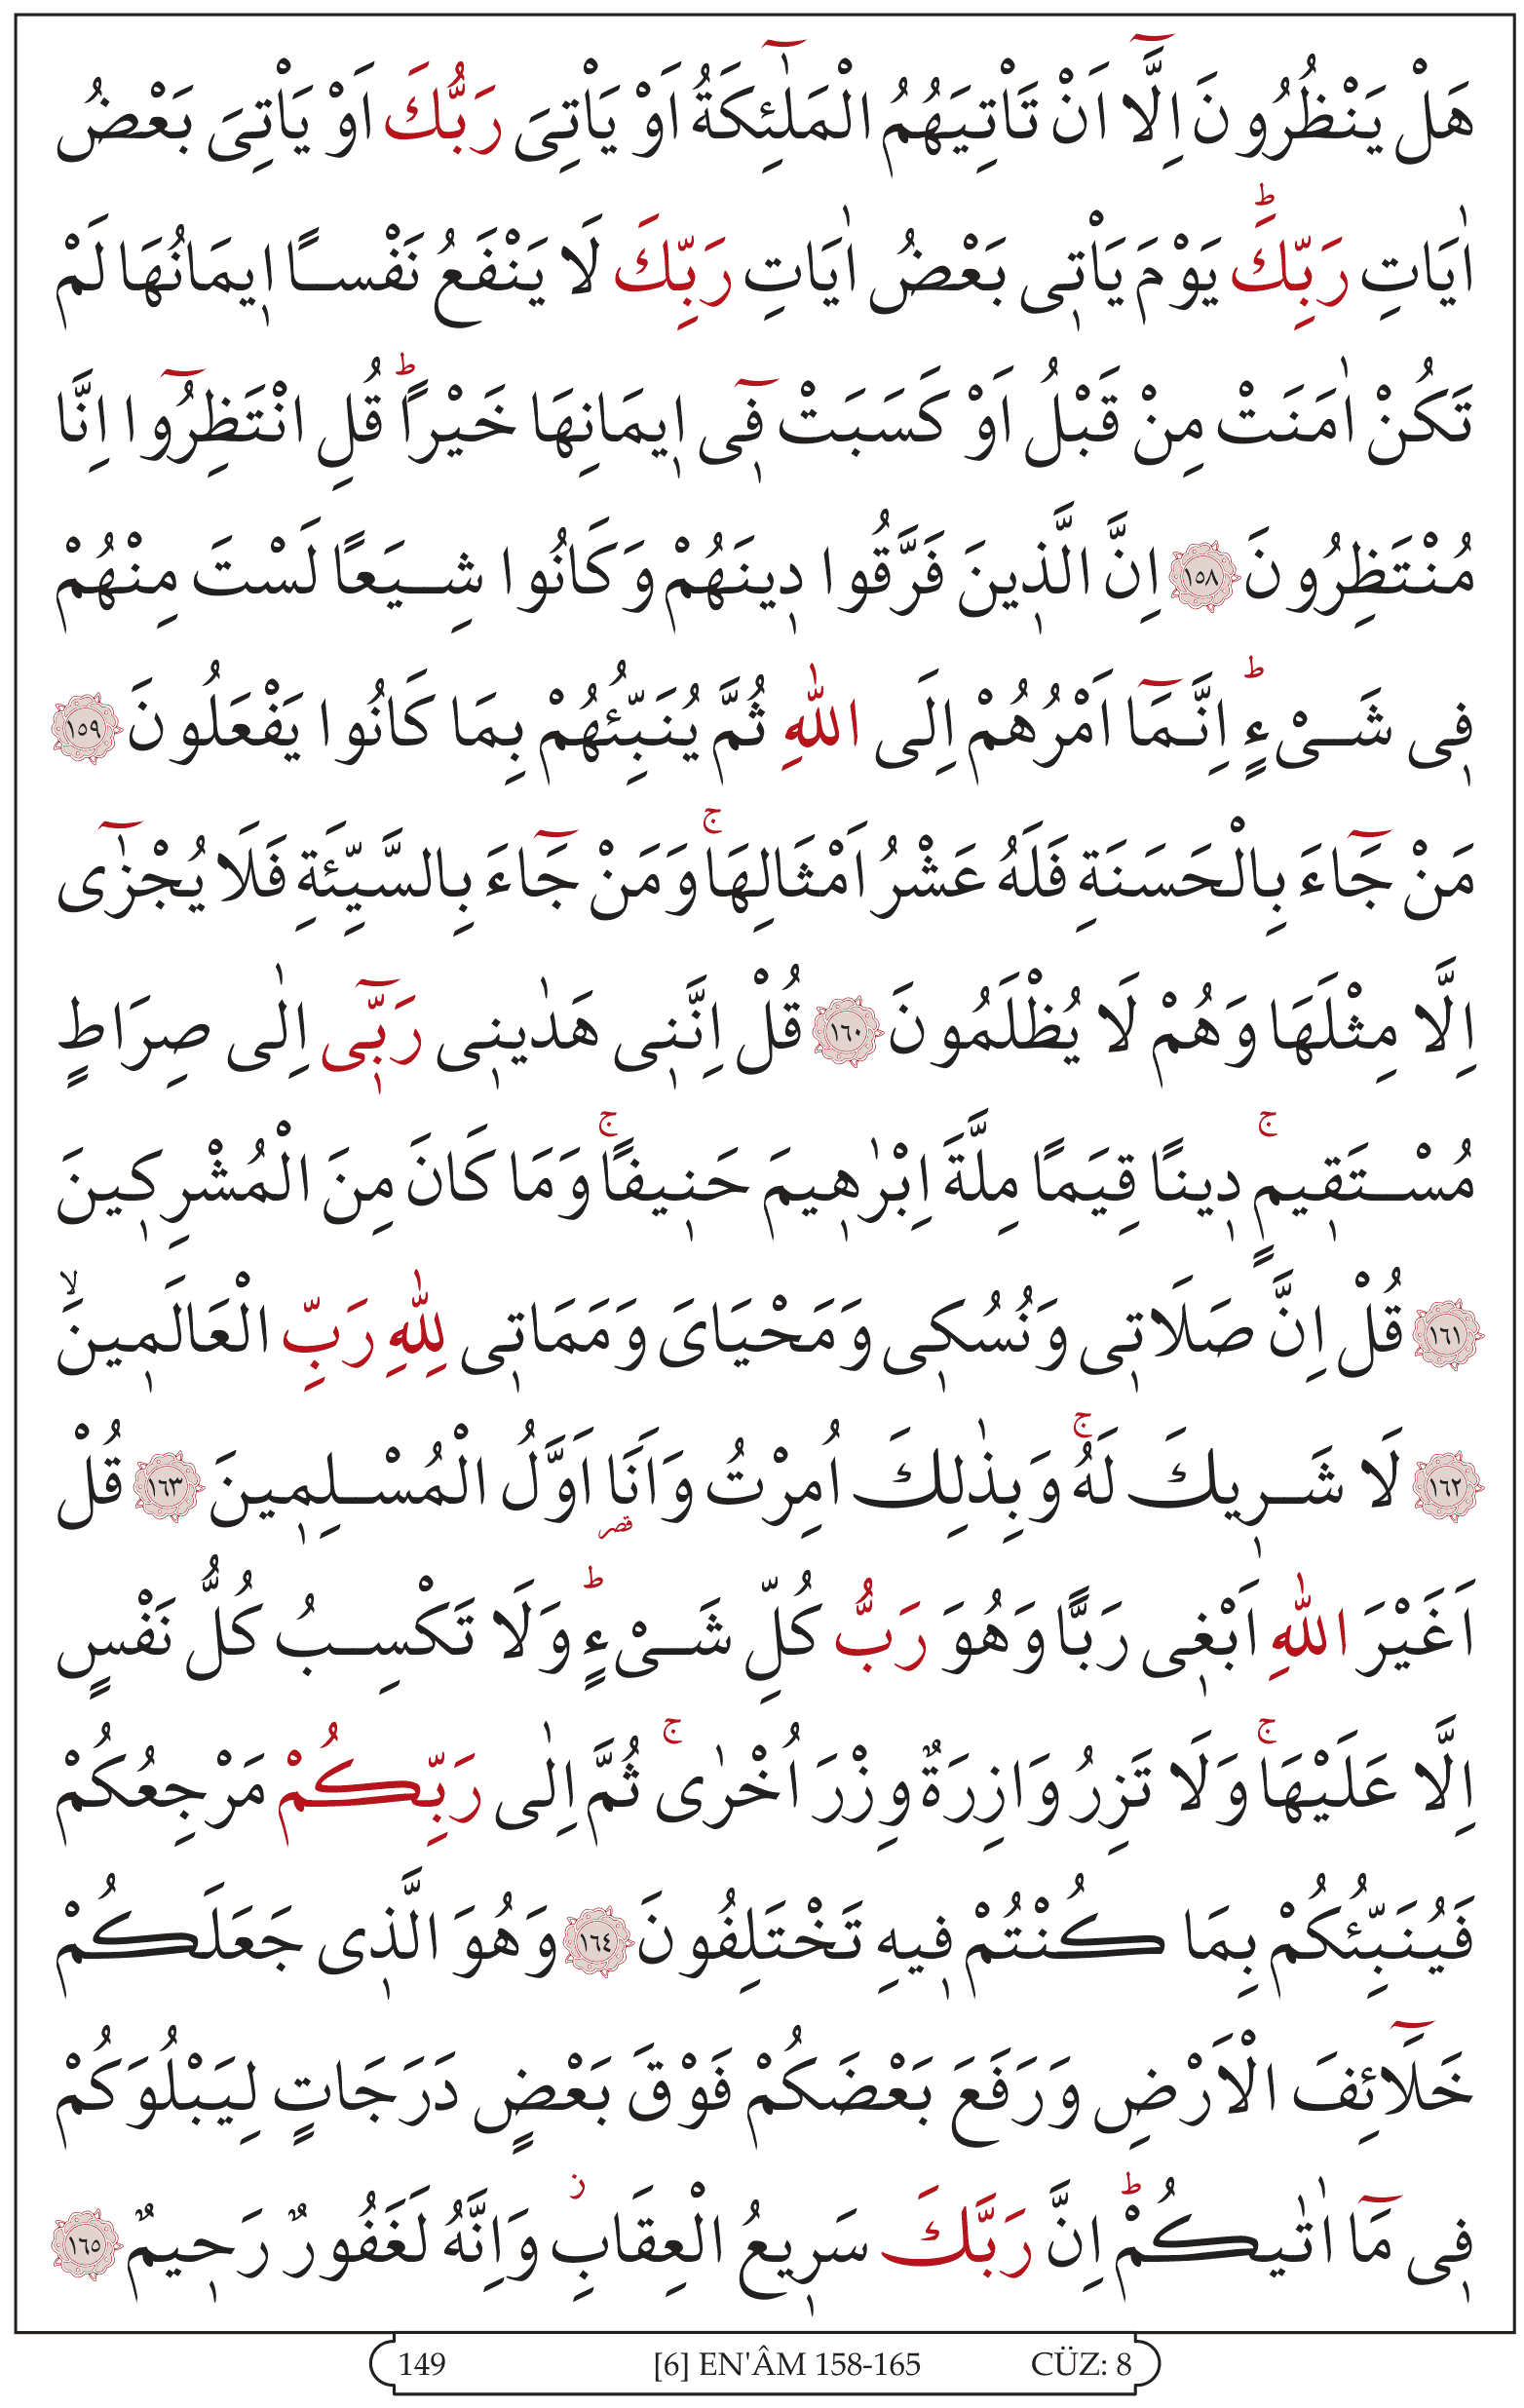 هَلْ يَنْظُرُونَ اِلَّٓا اَنْ تَاْتِيَهُمُ الْمَلٰٓئِكَةُ اَوْ يَاْتِىَ رَبُّكَ اَوْ يَاْتِىَ بَعْضُ
اٰيَاتِ رَبِّكَۜ يَوْمَ يَاْت۪ى بَعْضُ اٰيَاتِ رَبِّكَ لَا يَنْفَعُ نَفْسًا ا۪يمَانُهَا لَمْ
تَكُنْ اٰمَنَتْ مِنْ قَبْلُ اَوْ كَسَبَتْ ف۪ٓى ا۪يمَانِهَا خَيْراًۜ قُلِ انْتَظِرُٓوا اِنَّا
مُنْتَظِرُونَ ﴿١٥٨﴾ اِنَّ الَّذ۪ينَ فَرَّقُوا د۪ينَهُمْ وَكَانُوا شِيَعًا لَسْتَ مِنْهُمْ
ف۪ى شَىْءٍۜ اِنَّمَٓا اَمْرُهُمْ اِلَى اللّٰهِ ثُمَّ يُنَبِّئُهُمْ بِمَا كَانُوا يَفْعَلُونَ ﴿١٥٩﴾
مَنْ جَٓاءَ بِالْحَسَنَةِ فَلَهُ عَشْرُ اَمْثَالِهَاۚ وَمَنْ جَٓاءَ بِالسَّيِّئَةِ فَلَا يُجْزٰٓى
اِلَّا مِثْلَهَا وَهُمْ لَا يُظْلَمُونَ ﴿١٦٠﴾ قُلْ اِنَّن۪ى هَدٰين۪ى رَبّ۪ٓى اِلٰى صِرَاطٍ
مُسْتَق۪يمٍۚ د۪ينًا قِيَمًا مِلَّةَ اِبْرٰه۪يمَ حَن۪يفًاۚ وَمَا كَانَ مِنَ الْمُشْرِك۪ينَ
﴿١٦١﴾ قُلْ اِنَّ صَلَات۪ى وَنُسُك۪ى وَمَحْيَاىَ وَمَمَات۪ى لِلّٰهِ رَبِّ الْعَالَم۪ينَۙ
﴿١٦٢﴾ لَا شَر۪يكَ لَهُۚ وَبِذٰلِكَ اُمِرْتُ وَاَنَا۬ اَوَّلُ الْمُسْلِم۪ينَ ﴿١٦٣﴾ قُلْ
قصر
اَغَيْرَ اللّٰهِ اَبْغ۪ى رَبًّا وَهُوَ رَبُّ كُلِّ شَىْءٍۜ وَلَا تَكْسِبُ كُلُّ نَفْسٍ
اِلَّا عَلَيْهَاۚ وَلَا تَزِرُ وَازِرَةٌ وِزْرَ اُخْرٰىۚ ثُمَّ اِلٰى رَبِّكُمْ مَرْجِعُكُمْ
فَيُنَبِّئُكُمْ بِمَا كُنْتُمْ ف۪يهِ تَخْتَلِفُونَ ﴿١٦٤﴾ وَهُوَ الَّذ۪ى جَعَلَكُمْ
خَلَٓائِفَ الْاَرْضِ وَرَفَعَ بَعْضَكُمْ فَوْقَ بَعْضٍ دَرَجَاتٍ لِيَبْلُوَكُمْ
ف۪ى مَٓا اٰتٰيكُمْۜ اِنَّ رَبَّكَ سَر۪يعُ الْعِقَابِۘ وَاِنَّهُ لَغَفُورٌ رَح۪يمٌ ﴿١٦٥﴾
149 [6] EN'ÂM 158-165 CÜZ: 8